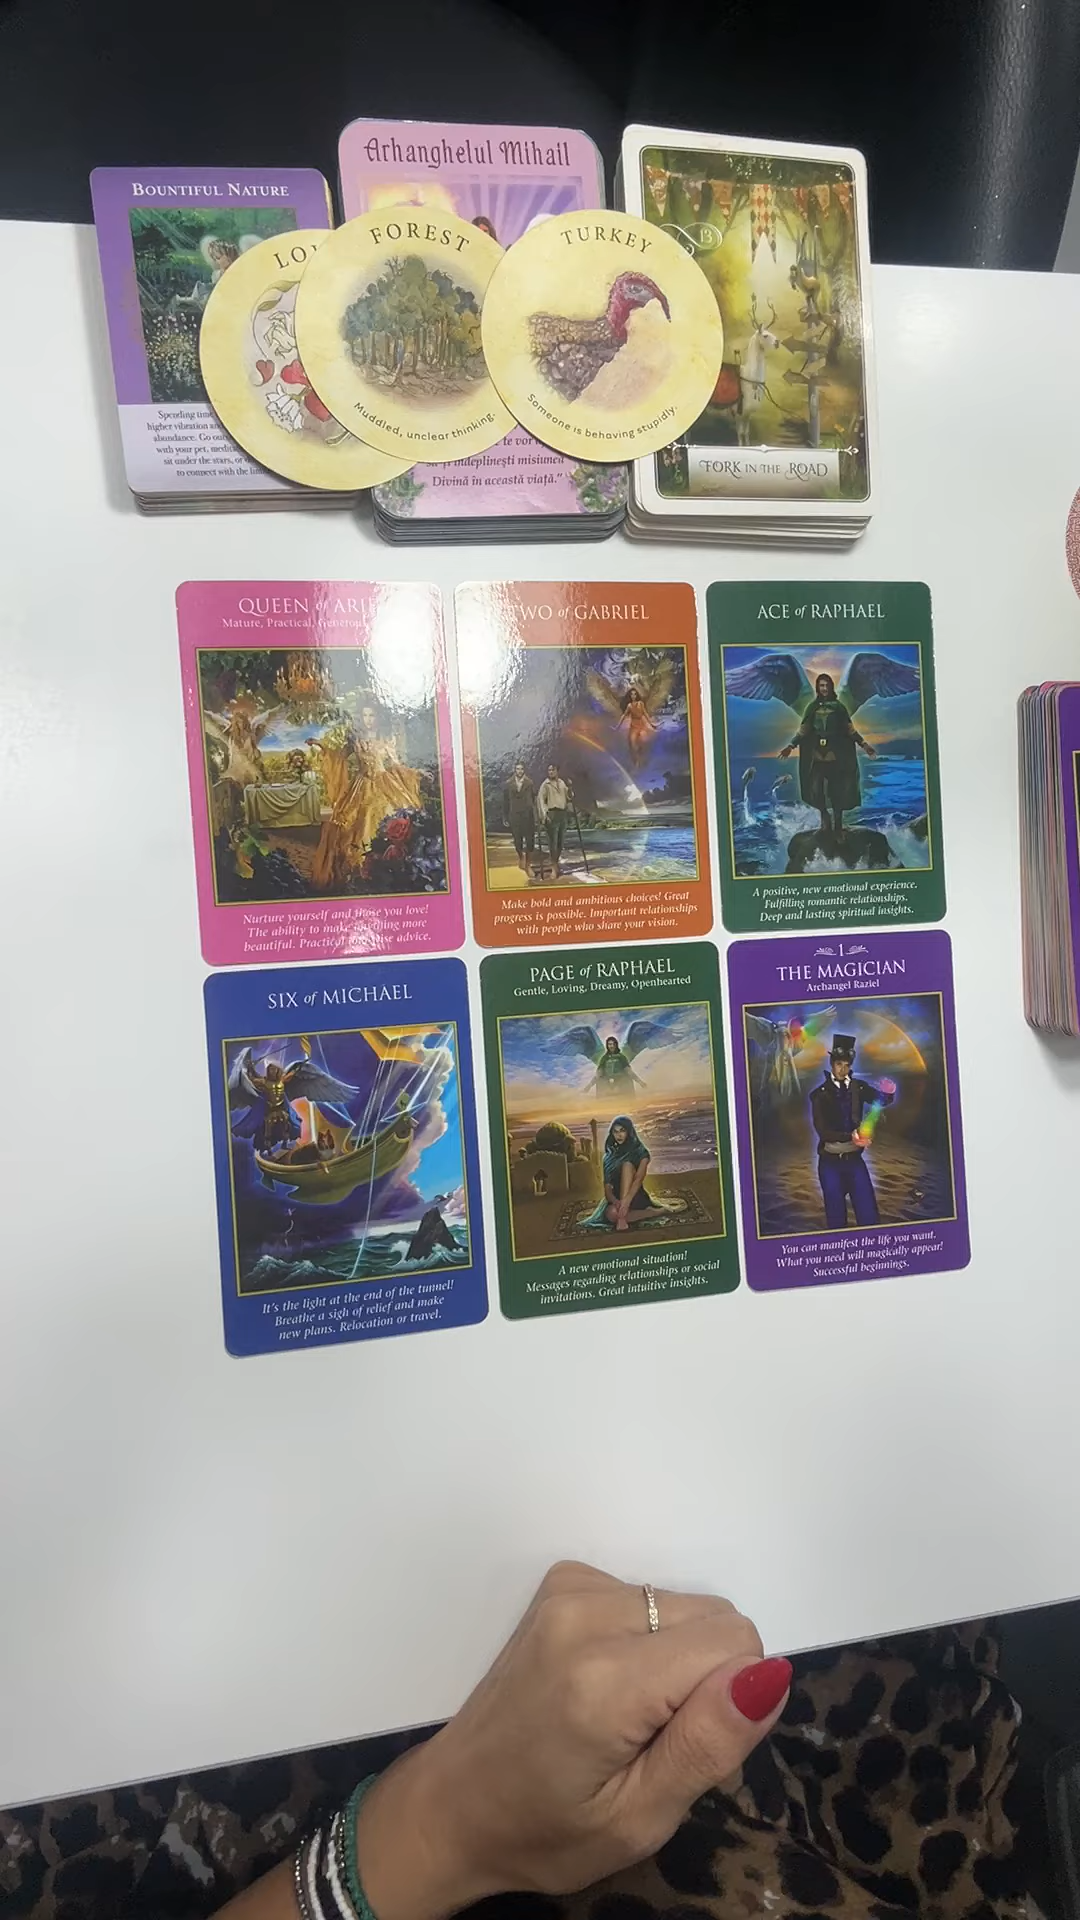 BOUNTIFUL NATURE
Spending time
higher vibration
abundance. Go
with your pet,
sit under the stars, or
to connect with the
Arhanghelul Mihail
te vor
îndeplinești misiunea
Divină în această viață.”
FOREST
Muddled, unclear thinking.
TURKEY
Someone is behaving stupidly.
13
FORK IN THE ROAD
QUEEN of
Mature, Practical,
Nurture yourself and those you love!
The ability to make more
beautiful. Practical advice.
TWO of GABRIEL
Make bold and ambitious choices! Great
progress is possible. Important relationships
with people who share your vision.
ACE of RAPHAEL
A positive, new emotional experience.
Fulfilling romantic relationships.
Deep and lasting spiritual insights.
SIX of MICHAEL
It's the light at the end of the tunnel!
Breathe a sigh of relief and make
new plans. Relocation or travel.
PAGE of RAPHAEL
Gentle, Loving, Dreamy, Openhearted
A new emotional situation!
Messages regarding relationships or social
invitations. Great intuitive insights.
1
THE MAGICIAN
Archangel Raziel
You can manifest the life you want.
What you need will magically appear!
Successful beginnings.